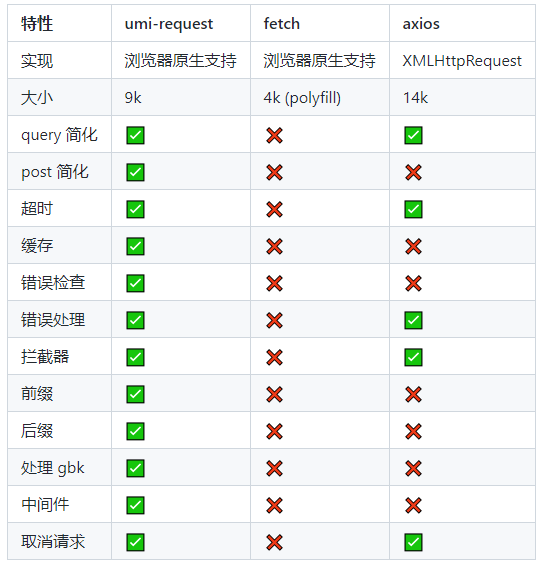 特性 umi-request fetch axios
实现 浏览器原生支持 浏览器原生支持 XMLHttpRequest
大小 9k 4k (polyfill) 14k
query 简化 ✅ ❌ ✅
post 简化 ✅ ❌ ❌
超时 ✅ ❌ ✅
缓存 ✅ ❌ ❌
错误检查 ✅ ❌ ❌
错误处理 ✅ ❌ ✅
拦截器 ✅ ❌ ✅
前缀 ✅ ❌ ❌
后缀 ✅ ❌ ❌
处理 gbk ✅ ❌ ❌
中间件 ✅ ❌ ❌
取消请求 ✅ ❌ ✅